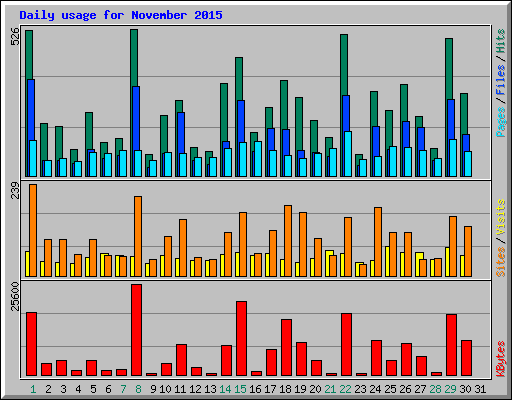 Daily usage for November 2015
526
Pages / Files / Hits
239
Sites / Visits
25600
KBytes
1 2 3 4 5 6 7 8 9 10 11 12 13 14 15 16 17 18 19 20 21 22 23 24 25 26 27 28 29 30 31